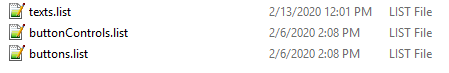 texts.list 2/13/2020 12:01 PM LIST File
buttonControls.list 2/6/2020 2:08 PM LIST File
buttons.list 2/6/2020 2:08 PM LIST File